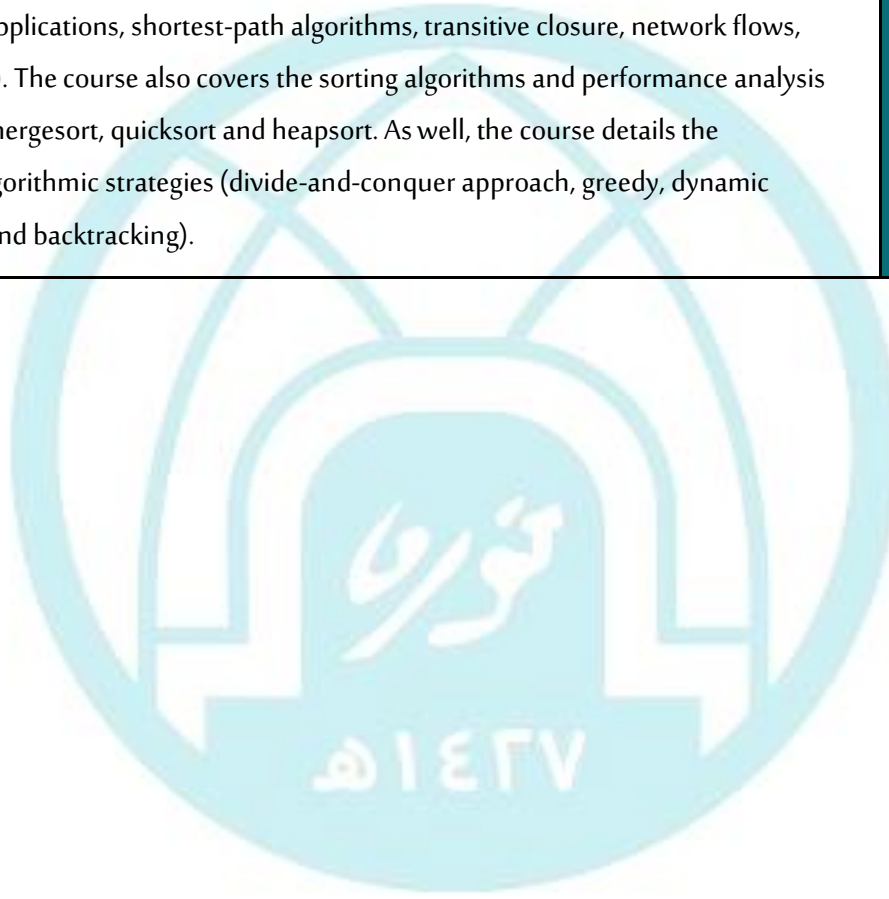 pplications, shortest-path algorithms, transitive closure, network flows,
). The course also covers the sorting algorithms and performance analysis
nergesort, quicksort and heapsort. As well, the course details the
gorithmic strategies (divide-and-conquer approach, greedy, dynamic
nd backtracking).
١٤٣٧هـ